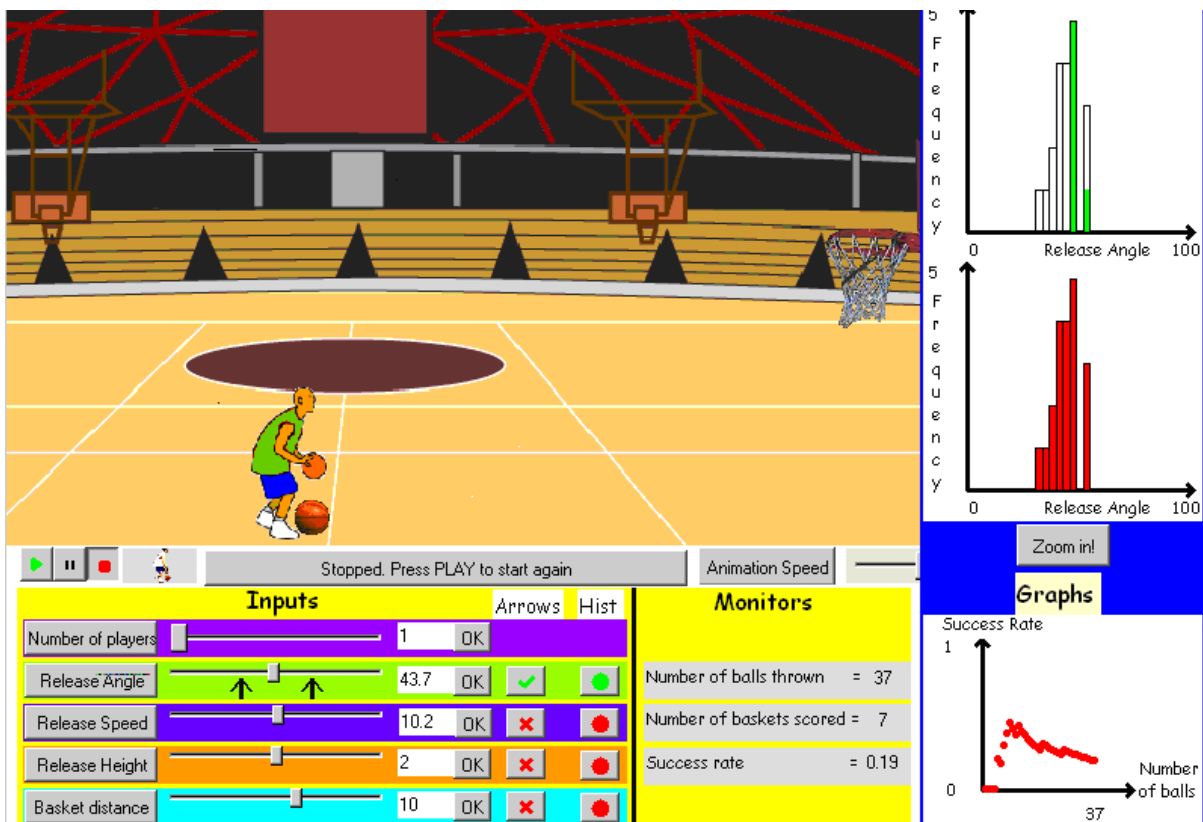 5
Frequency
0 Release Angle 100
5
Frequency
0 Release Angle 100
Zoom in!
Graphs
Stopped. Press PLAY to start again
Animation Speed
Inputs
Arrows Hist
Number of players 1 OK
Release Angle 43.7 OK
Release Speed 10.2 OK
Release Height 2 OK
Basket distance 10 OK
Monitors
Number of balls thrown = 37
Number of baskets scored = 7
Success rate = 0.19
Success Rate
1
0
Number
of balls
37